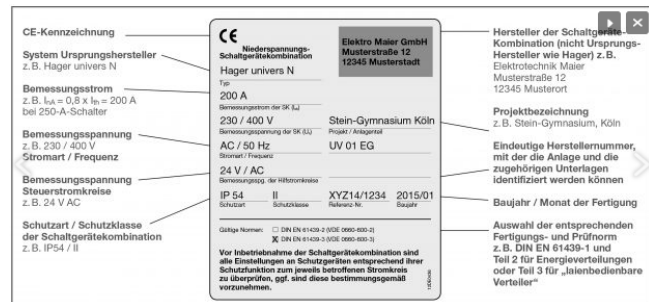 CE-Kennzeichnung
System Ursprungshersteller
z. B. Hager univers N
Bemessungsstrom
z. B. InA = 0,8 x Ith = 200 A
bei 250-A-Schalter
Bemessungsspannung
z. B. 230 / 400 V
Stromart / Frequenz
Bemessungsspannung
Steuerstromkreise
z. B. 24 V AC
Schutzart / Schutzklasse
der Schaltgerätekombination
z. B. IP54 / II
CE
Niederspannungs-
Schaltgerätekombination
Elektro Maier GmbH
Musterstraße 12
12345 Musterstadt
Hager univers N
Typ
200 A
Bemessungsstrom der SK (InA)
230 / 400 V
Stein-Gymnasium Köln
Bemessungsspannung der SK (Un)
Projekt / Anlagenteil
AC / 50 Hz
UV 01 EG
Stromart / Frequenz
24 V / AC
Bemessungsspg. der Hilfsstromkreise
IP 54 II XYZ14/1234 2015/01
Schutzart Schutzklasse Referenz-Nr. Baujahr
Gültige Normen: □ DIN EN 61439-2 (VDE 0660-600-2)
☒ DIN EN 61439-3 (VDE 0660-600-3)
Vor Inbetriebnahme der Schaltgerätekombination sind
alle Einstellungen an Schutzgeräten entsprechend ihrer
Schutzfunktion zum jeweils betroffenen Stromkreis
zu überprüfen, ggf. sind diese bestimmungsgemäß
vorzunehmen.
Hersteller der Schaltgeräte-
Kombination (nicht Ursprungs-
Hersteller wie Hager) z. B.
Elektrotechnik Maier
Musterstraße 12
12345 Musterort
Projektbezeichnung
z. B. Stein-Gymnasium, Köln
Eindeutige Herstellernummer,
mit der die Anlage und die
zugehörigen Unterlagen
identifiziert werden können
Baujahr / Monat der Fertigung
Auswahl der entsprechenden
Fertigungs- und Prüfnorm
z. B. DIN EN 61439-1 und
Teil 2 für Energieverteilungen
oder Teil 3 für „laienbedienbare
Verteiler“